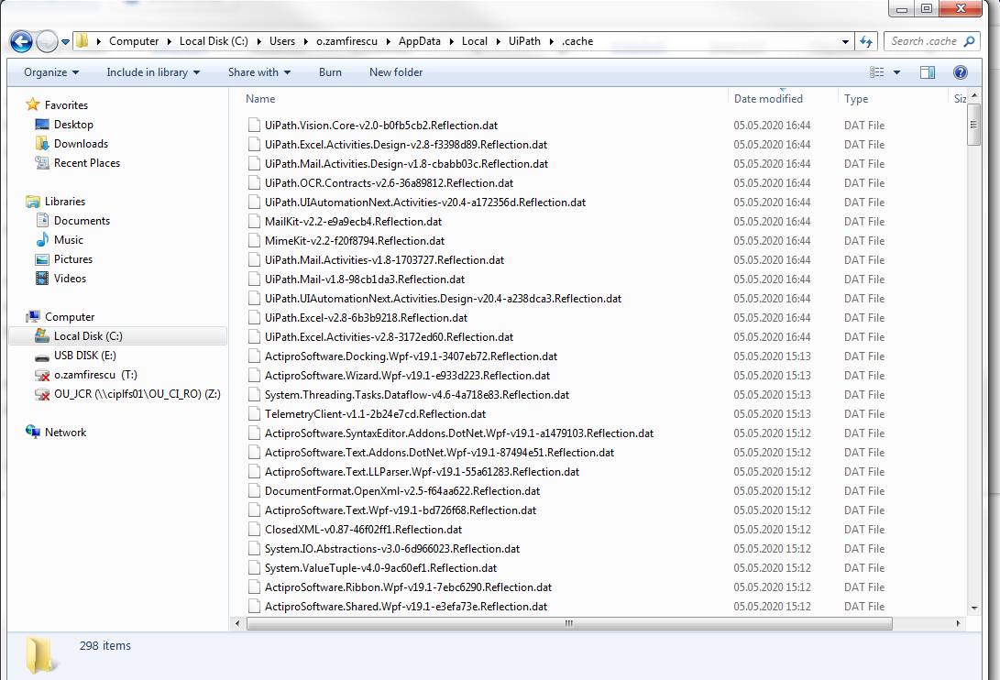 Computer Local Disk (C:) Users o.zamfirescu AppData Local UiPath .cache Search .cache
Organize Include in library Share with Burn New folder
Favorites
Desktop
Downloads
Recent Places
Libraries
Documents
Music
Pictures
Videos
Computer
Local Disk (C:)
USB DISK (E:)
o.zamfirescu (T:)
OU_JCR (\\ciplfs01\OU_CI_RO) (Z:)
Network
Name Date modified Type Siz
UiPath.Vision.Core-v2.0-b0fb5cb2.Reflection.dat 05.05.2020 16:44 DAT File
UiPath.Excel.Activities.Design-v2.8-f3398d89.Reflection.dat 05.05.2020 16:44 DAT File
UiPath.Mail.Activities.Design-v1.8-cbabb03c.Reflection.dat 05.05.2020 16:44 DAT File
UiPath.OCR.Contracts-v2.6-36a89812.Reflection.dat 05.05.2020 16:44 DAT File
UiPath.UIAutomationNext.Activities-v20.4-a172356d.Reflection.dat 05.05.2020 16:44 DAT File
MailKit-v2.2-e9a9ecb4.Reflection.dat 05.05.2020 16:44 DAT File
MimeKit-v2.2-f20f8794.Reflection.dat 05.05.2020 16:44 DAT File
UiPath.Mail.Activities-v1.8-1703727.Reflection.dat 05.05.2020 16:44 DAT File
UiPath.Mail-v1.8-98cb1da3.Reflection.dat 05.05.2020 16:44 DAT File
UiPath.UIAutomationNext.Activities.Design-v20.4-a238dca3.Reflection.dat 05.05.2020 16:44 DAT File
UiPath.Excel-v2.8-6b3b9218.Reflection.dat 05.05.2020 16:44 DAT File
UiPath.Excel.Activities-v2.8-3172ed60.Reflection.dat 05.05.2020 16:44 DAT File
ActiproSoftware.Docking.Wpf-v19.1-3407eb72.Reflection.dat 05.05.2020 15:13 DAT File
ActiproSoftware.Wizard.Wpf-v19.1-e933d223.Reflection.dat 05.05.2020 15:13 DAT File
System.Threading.Tasks.Dataflow-v4.6-4a718e83.Reflection.dat 05.05.2020 15:13 DAT File
TelemetryClient-v1.1-2b24e7cd.Reflection.dat 05.05.2020 15:13 DAT File
ActiproSoftware.SyntaxEditor.Addons.DotNet.Wpf-v19.1-a1479103.Reflection.dat 05.05.2020 15:12 DAT File
ActiproSoftware.Text.Addons.DotNet.Wpf-v19.1-87494e51.Reflection.dat 05.05.2020 15:12 DAT File
ActiproSoftware.Text.LLParser.Wpf-v19.1-55a61283.Reflection.dat 05.05.2020 15:12 DAT File
DocumentFormat.OpenXml-v2.5-f64aa622.Reflection.dat 05.05.2020 15:12 DAT File
ActiproSoftware.Text.Wpf-v19.1-bd726f68.Reflection.dat 05.05.2020 15:12 DAT File
ClosedXML-v0.87-46f02ff1.Reflection.dat 05.05.2020 15:12 DAT File
System.IO.Abstractions-v3.0-6d966023.Reflection.dat 05.05.2020 15:12 DAT File
System.ValueTuple-v4.0-9ac60ef1.Reflection.dat 05.05.2020 15:12 DAT File
ActiproSoftware.Ribbon.Wpf-v19.1-7ebc6290.Reflection.dat 05.05.2020 15:12 DAT File
ActiproSoftware.Shared.Wpf-v19.1-e3efa73e.Reflection.dat 05.05.2020 15:12 DAT File
298 items